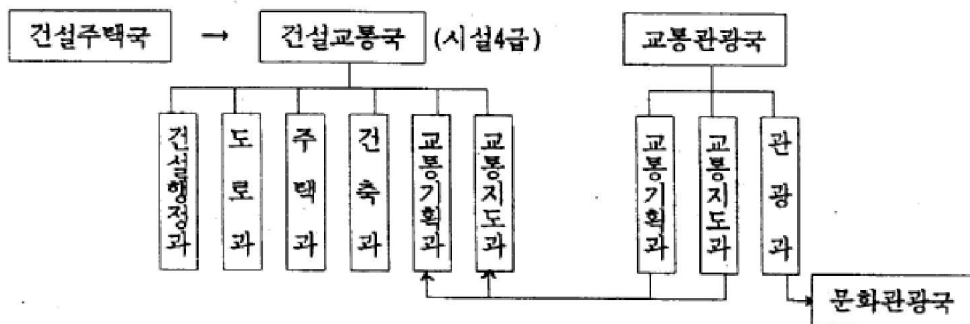 건설주택국 → 건설교통국 (시설4급) 교통관광국
건설행정과 도로과 주택과 건축과 교통기획과 교통지도과 교통기획과 교통지도과 관광과
문화관광국